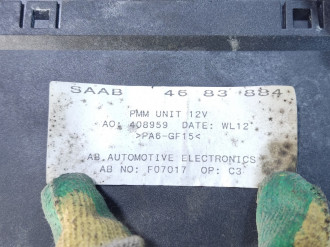 SAAB 46 83 884
PMM UNIT 12V
AO: 408959 DATE: WL12
>PA6-GF15<
AB AUTOMOTIVE ELECTRONICS
AB NO: F07017 OP: C3